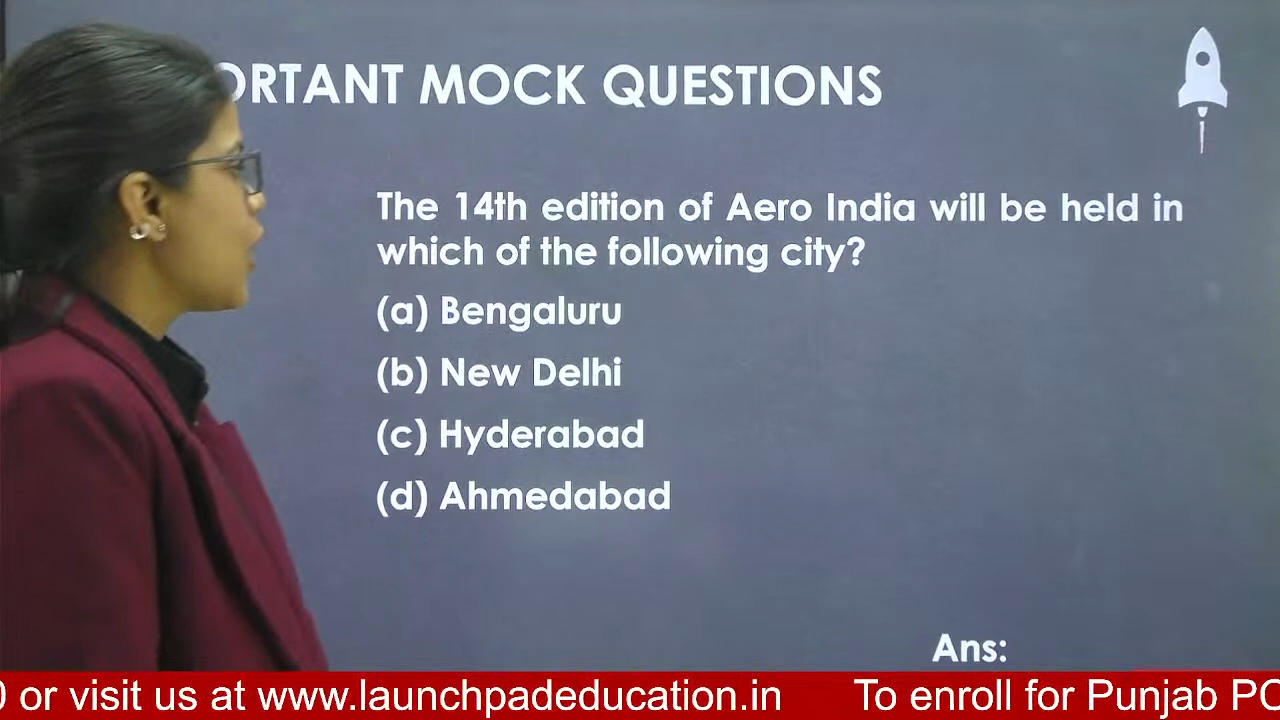 ORTANT MOCK QUESTIONS
The 14th edition of Aero India will be held in
which of the following city?
(a) Bengaluru
(b) New Delhi
(c) Hyderabad
(d) Ahmedabad
Ans:
0 or visit us at www.launchpadeducation.in To enroll for Punjab PC